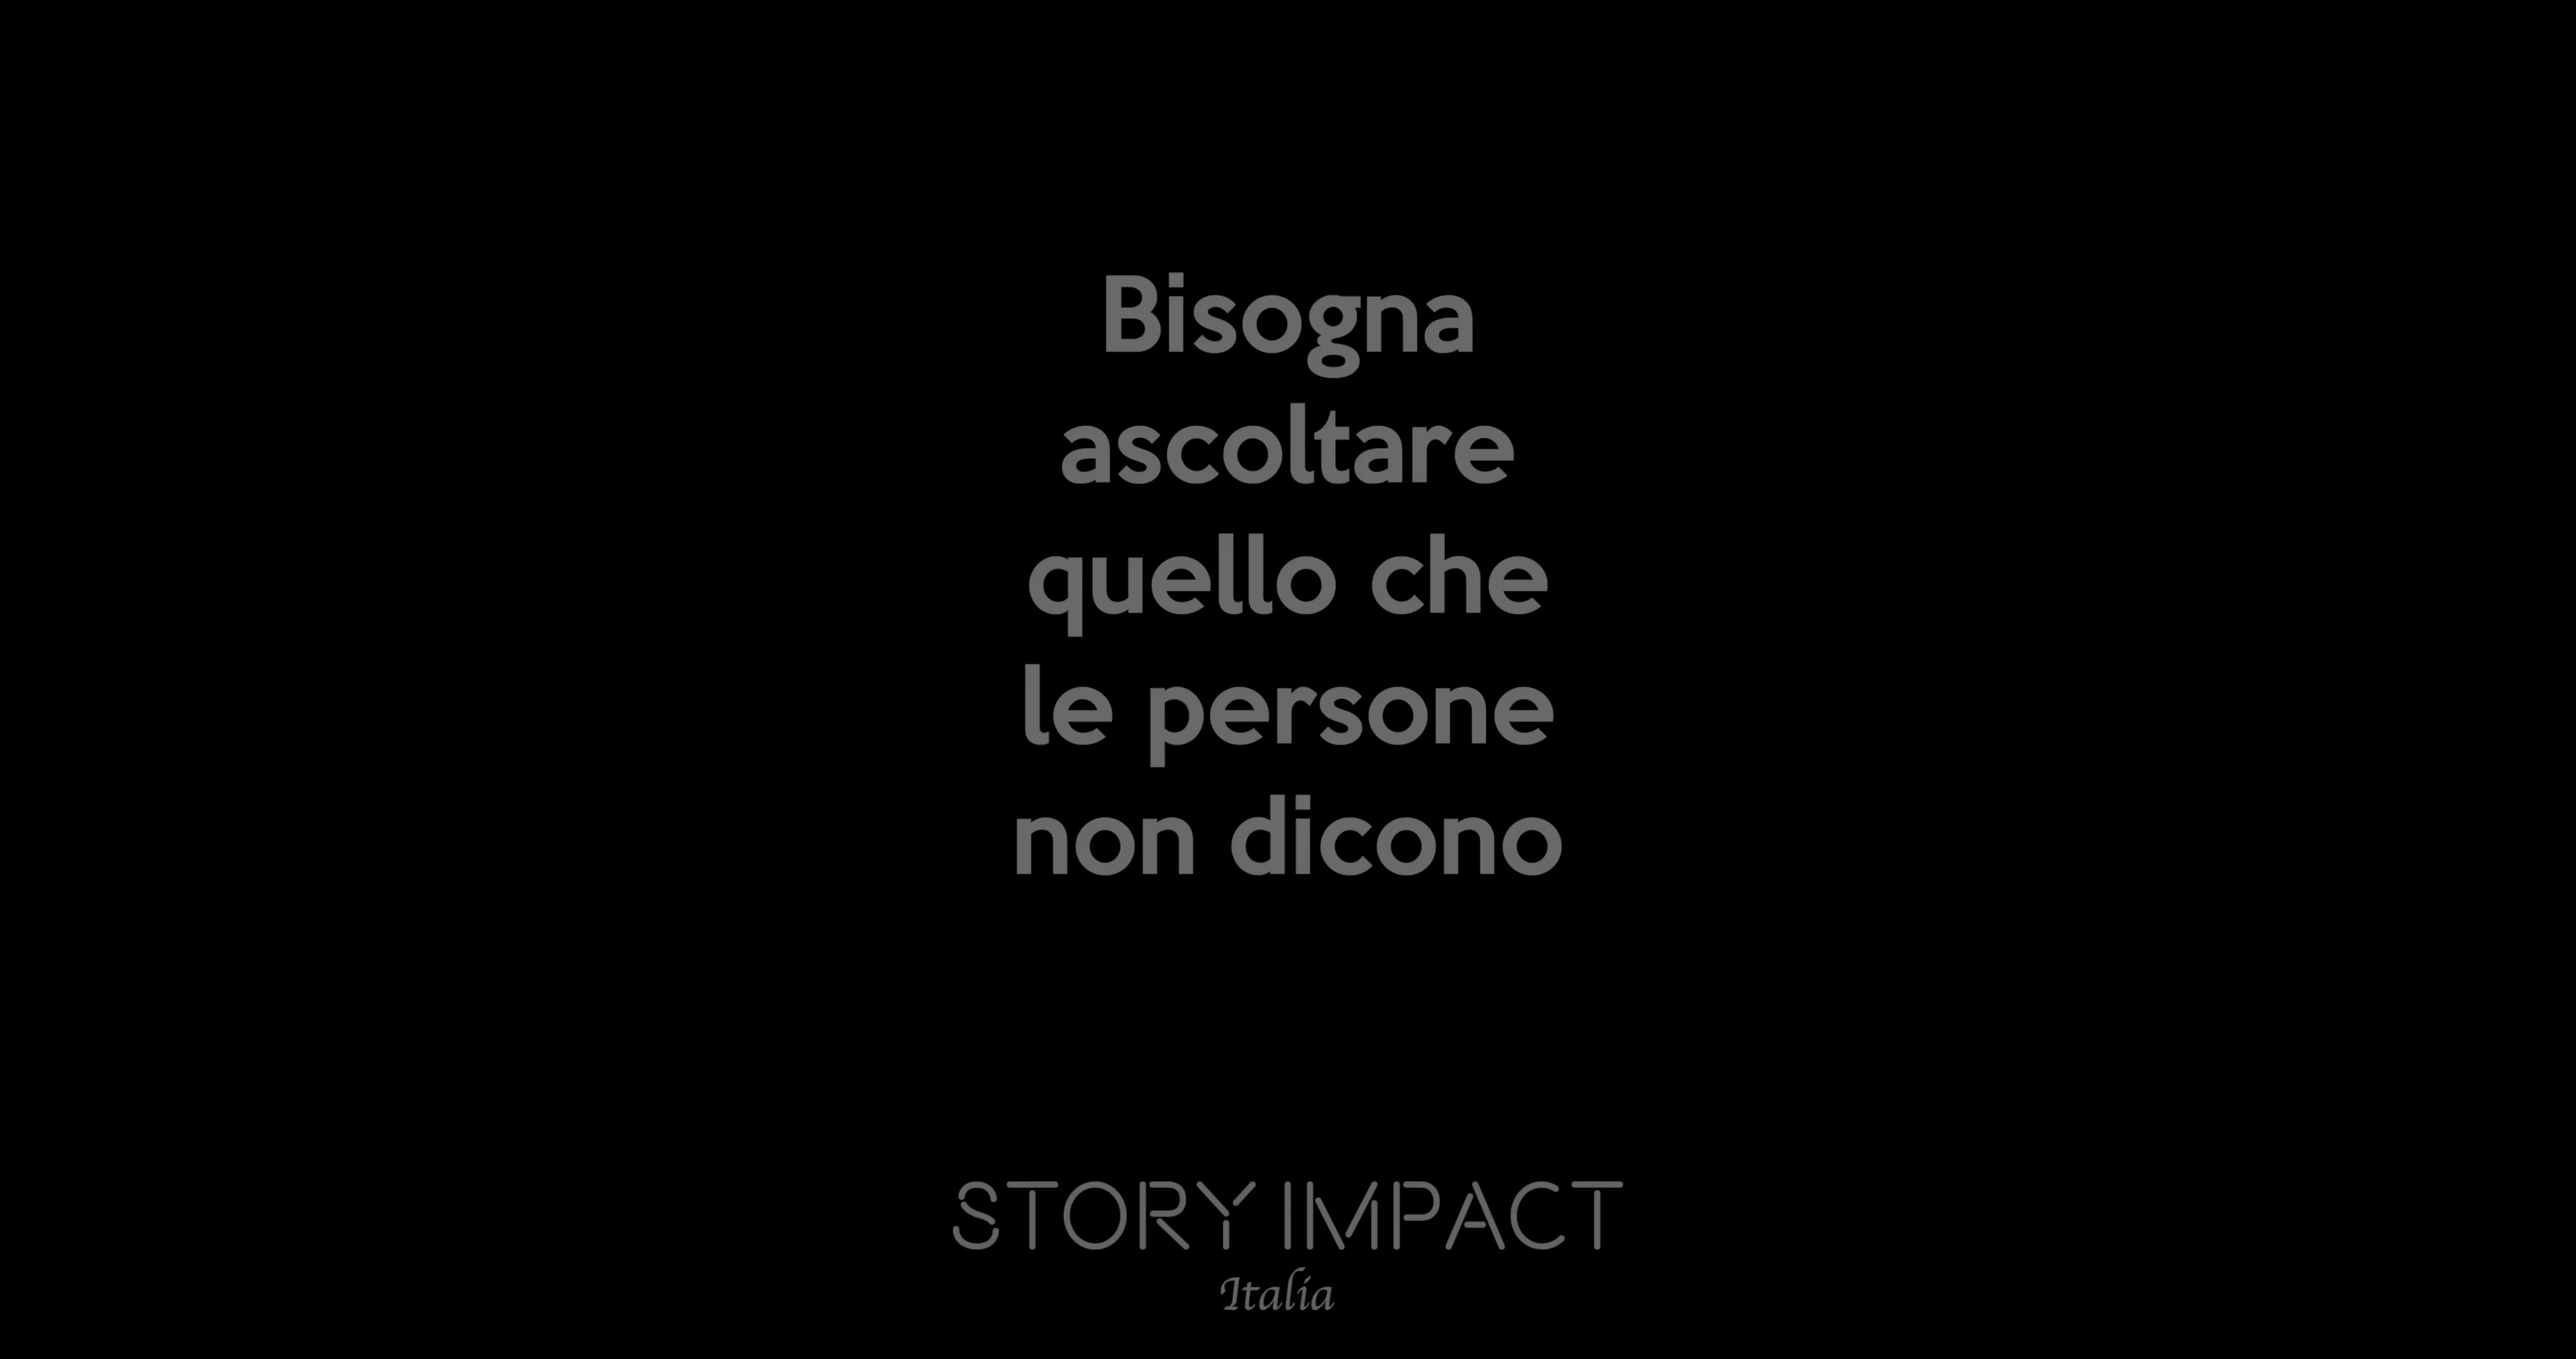 Bisogna
ascoltare
quello che
le persone
non dicono
STORY IMPACT
Italia